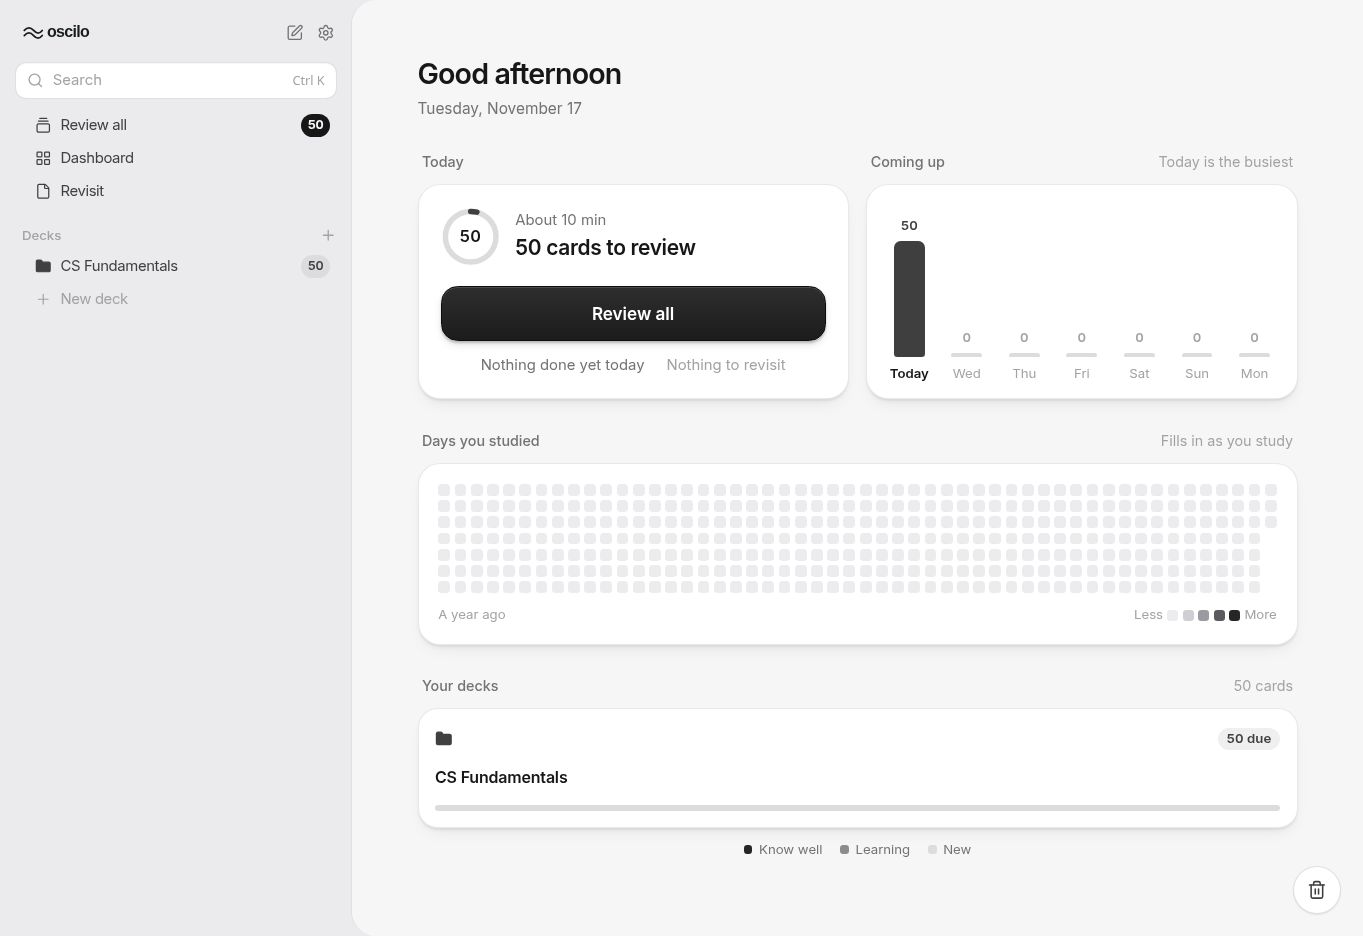 oscilo
Search Ctrl K
Review all 50
Dashboard
Revisit
Decks
CS Fundamentals 50
New deck
Good afternoon
Tuesday, November 17
Today
50
About 10 min
50 cards to review
Review all
Nothing done yet today Nothing to revisit
Coming up Today is the busiest
50
0 0 0 0 0 0
Today Wed Thu Fri Sat Sun Mon
Days you studied Fills in as you study
A year ago Less More
Your decks 50 cards
50 due
CS Fundamentals
Know well Learning New